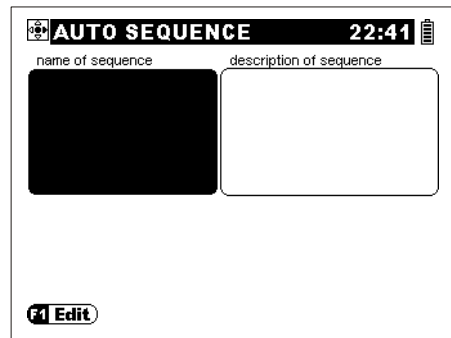 AUTO SEQUENCE 22:41
name of sequence description of sequence
F1 Edit